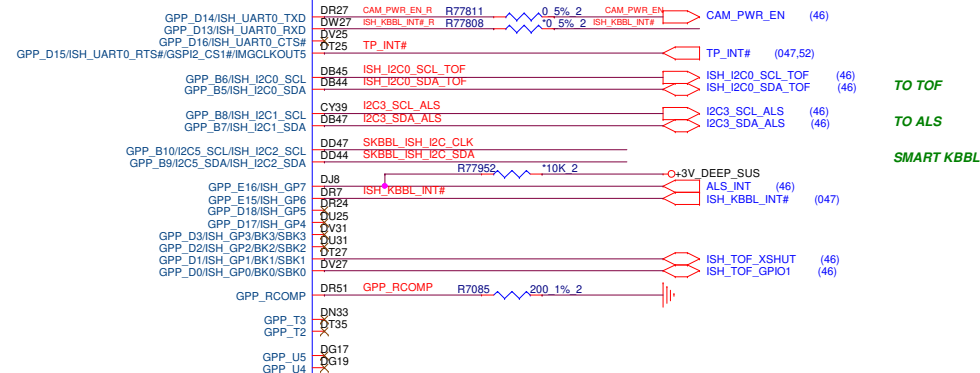 GPP_D14/ISH_UART0_TXD DR27 CAM_PWR_EN_R R77811 0_5%_2 CAM_PWR_EN CAM_PWR_EN (46)
GPP_D13/ISH_UART0_RXD DW27 ISH_KBBL_INT#_R R77808 *0_5%_2 ISH_KBBL_INT#
GPP_D16/ISH_UART0_CTS# DV25
GPP_D15/ISH_UART0_RTS#/GSPI2_CS1#/IMGCLKOUT5 DT25 TP_INT# TP_INT# (047,52)
GPP_B6/ISH_I2C0_SCL DB45 ISH_I2C0_SCL_TOF ISH_I2C0_SCL_TOF (46)
GPP_B5/ISH_I2C0_SDA DB44 ISH_I2C0_SDA_TOF ISH_I2C0_SDA_TOF (46) TO TOF
GPP_B8/ISH_I2C1_SCL CY39 I2C3_SCL_ALS I2C3_SCL_ALS (46)
GPP_B7/ISH_I2C1_SDA DB47 I2C3_SDA_ALS I2C3_SDA_ALS (46) TO ALS
GPP_B10/I2C5_SCL/ISH_I2C2_SCL DD47 SKBBL_ISH_I2C_CLK
GPP_B9/I2C5_SDA/ISH_I2C2_SDA DD44 SKBBL_ISH_I2C_SDA SMART KBBL
R77952 *10K_2 +3V_DEEP_SUS
GPP_E16/ISH_GP7 DJ8 ALS_INT (46)
GPP_E15/ISH_GP6 DR7 ISH_KBBL_INT# ISH_KBBL_INT# (047)
GPP_D18/ISH_GP5 DR24
GPP_D17/ISH_GP4 DU25
GPP_D3/ISH_GP3/BK3/SBK3 DV31
GPP_D2/ISH_GP2/BK2/SBK2 DU31
GPP_D1/ISH_GP1/BK1/SBK1 DT27 ISH_TOF_XSHUT (46)
GPP_D0/ISH_GP0/BK0/SBK0 DV27 ISH_TOF_GPIO1 (46)
GPP_RCOMP DR51 GPP_RCOMP R7085 200_1%_2
GPP_T3 DN33
GPP_T2 DT35
GPP_U5 DG17
GPP_U4 DG19